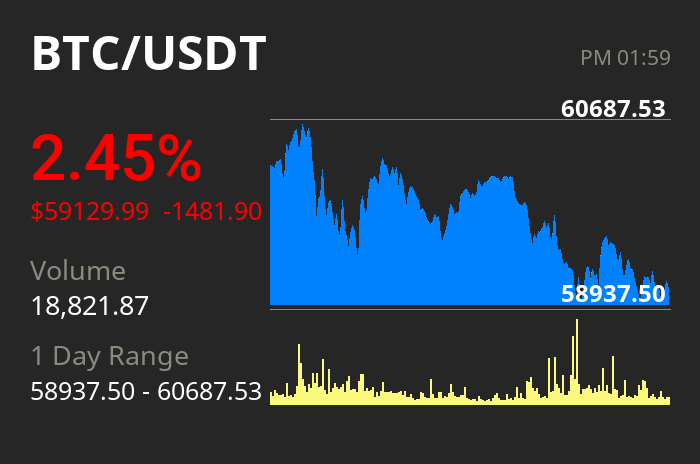 BTC/USDT
PM 01:59
60687.53
2.45%
$59129.99 -1481.90
Volume
18,821.87
58937.50
1 Day Range
58937.50 - 60687.53